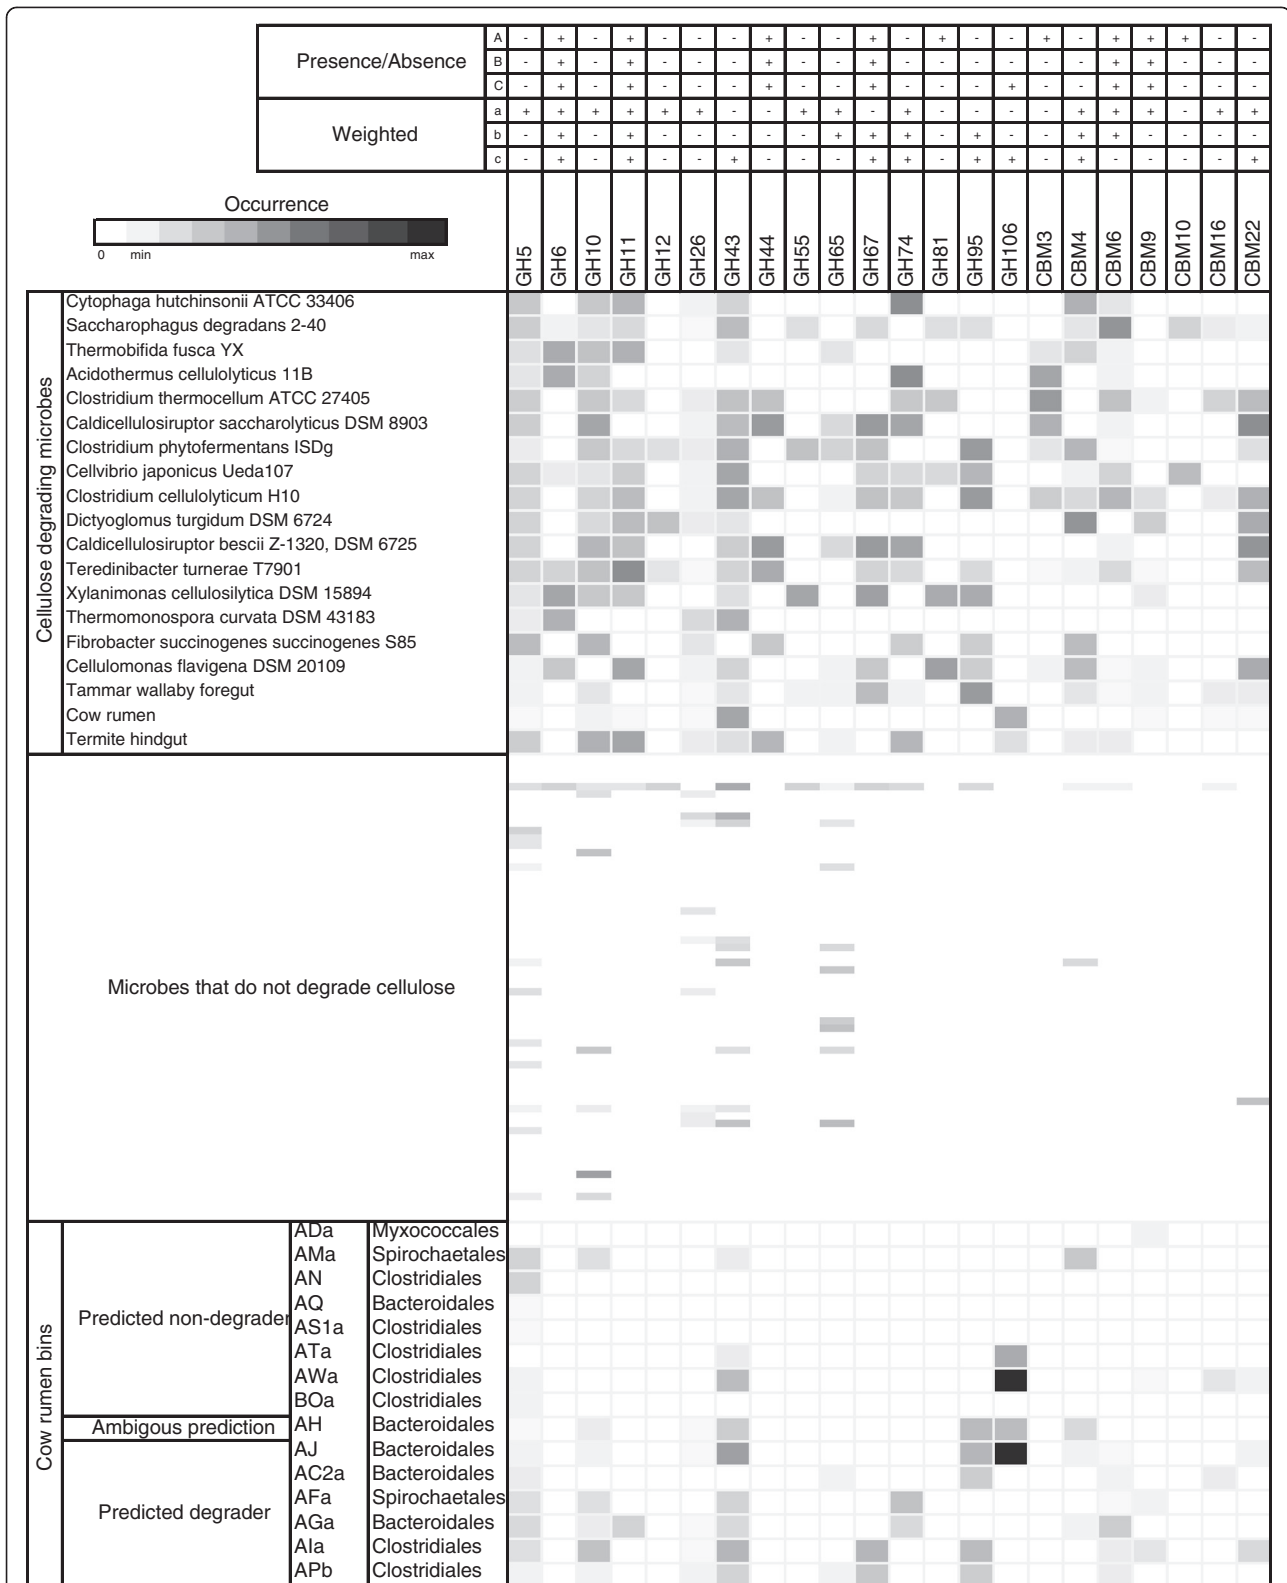 Presence/Absence
A - + - + - - - + - - + - + - - + - + + + - -
B - + - + - - - + - - + - - - - - - + + - - -
C - + - + - - - + - - + - - - + - - + + - - -
Weighted
a + + + + + + - - + + - + - - - - + + + - + +
b - + - + - - - - - + + + - + - - + + - - - -
c - + - + - - + - - - + + - + + - + - - - - +
Occurrence
0 min max
GH5
GH6
GH10
GH11
GH12
GH26
GH43
GH44
GH55
GH65
GH67
GH74
GH81
GH95
GH106
CBM3
CBM4
CBM6
CBM9
CBM10
CBM16
CBM22
Cellulose degrading microbes
Cytophaga hutchinsonii ATCC 33406
Saccharophagus degradans 2-40
Thermobifida fusca YX
Acidothermus cellulolyticus 11B
Clostridium thermocellum ATCC 27405
Caldicellulosiruptor saccharolyticus DSM 8903
Clostridium phytofermentans ISDg
Cellvibrio japonicus Ueda107
Clostridium cellulolyticum H10
Dictyoglomus turgidum DSM 6724
Caldicellulosiruptor bescii Z-1320, DSM 6725
Teredinibacter turnerae T7901
Xylanimonas cellulosilytica DSM 15894
Thermomonospora curvata DSM 43183
Fibrobacter succinogenes succinogenes S85
Cellulomonas flavigena DSM 20109
Tammar wallaby foregut
Cow rumen
Termite hindgut
Microbes that do not degrade cellulose
Cow rumen bins
Predicted non-degrader
ADa Myxococcales
AMa Spirochaetales
AN Clostridiales
AQ Bacteroidales
AS1a Clostridiales
ATa Clostridiales
AWa Clostridiales
BOa Clostridiales
Ambigous prediction
AH Bacteroidales
Predicted degrader
AJ Bacteroidales
AC2a Bacteroidales
AFa Spirochaetales
AGa Bacteroidales
AIa Clostridiales
APb Clostridiales